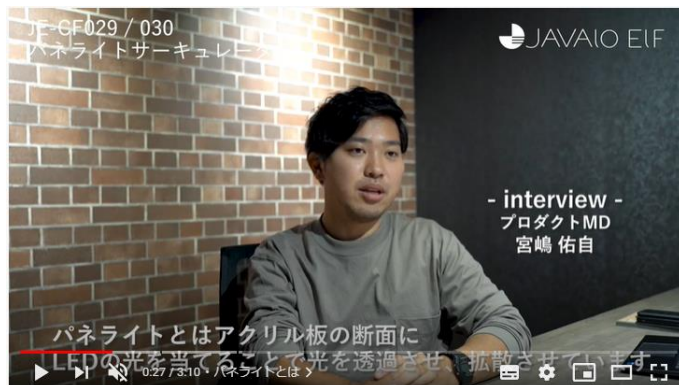 JE-CF029 / 030
パネライトサーキュレーター
JAVALO ELF
- interview -
プロダクトMD
宮嶋 佑自
パネライトとはアクリル板の断面に
LEDの光を当てることで光を透過させ、拡散させています
0:27 / 3:10・パネライトとは >